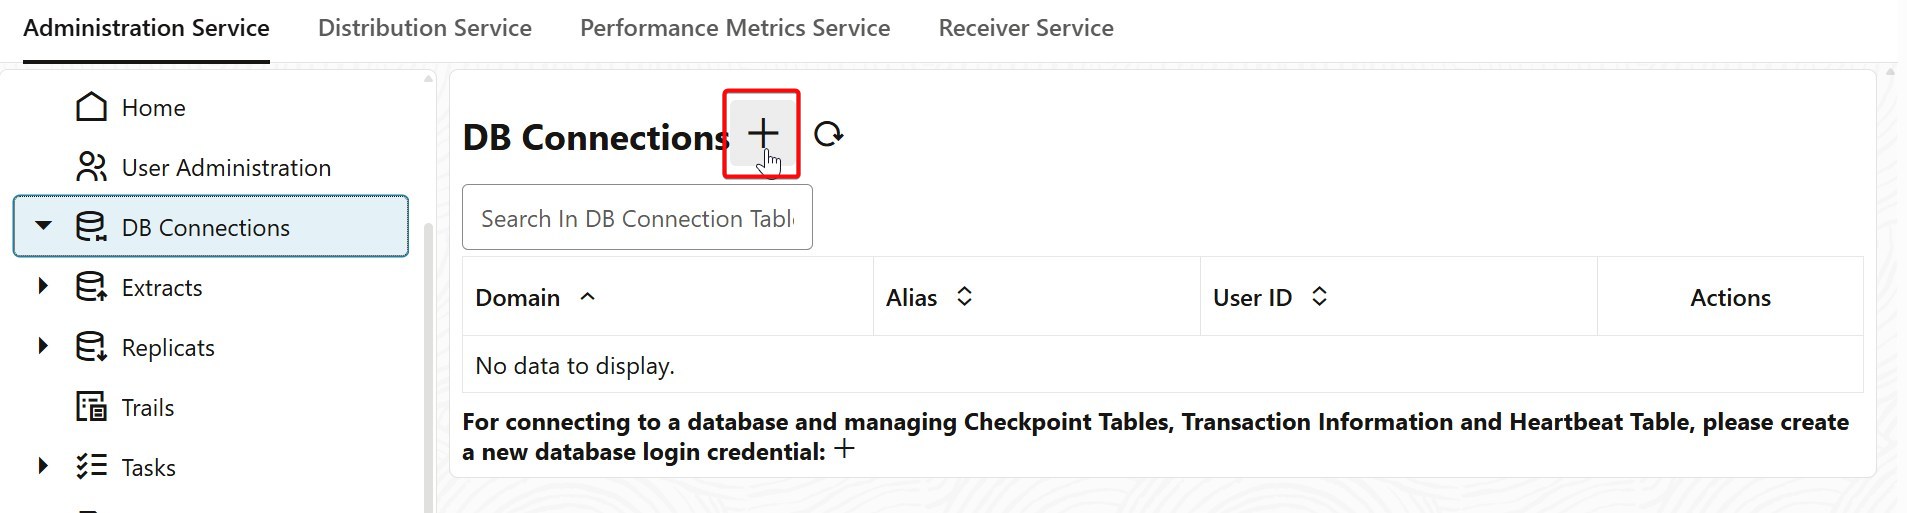 Administration Service
Distribution Service
Performance Metrics Service
Receiver Service
Home
User Administration
DB Connections
Extracts
Replicats
Trails
Tasks
DB Connections
Search In DB Connection Tabl
Domain
Alias
User ID
Actions
No data to display.
For connecting to a database and managing Checkpoint Tables, Transaction Information and Heartbeat Table, please create
a new database login credential: